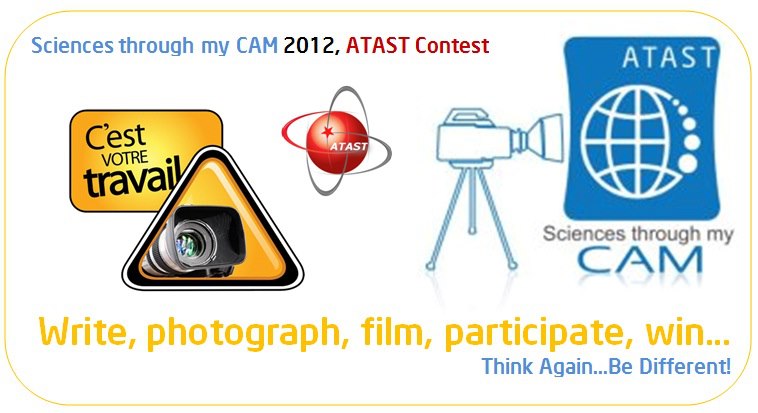 Sciences through my CAM 2012, ATAST Contest
C'est
VOTRE
travail
ATAST
ATAST
Sciences through my
CAM
Write, photograph, film, participate, win...
Think Again...Be Different!